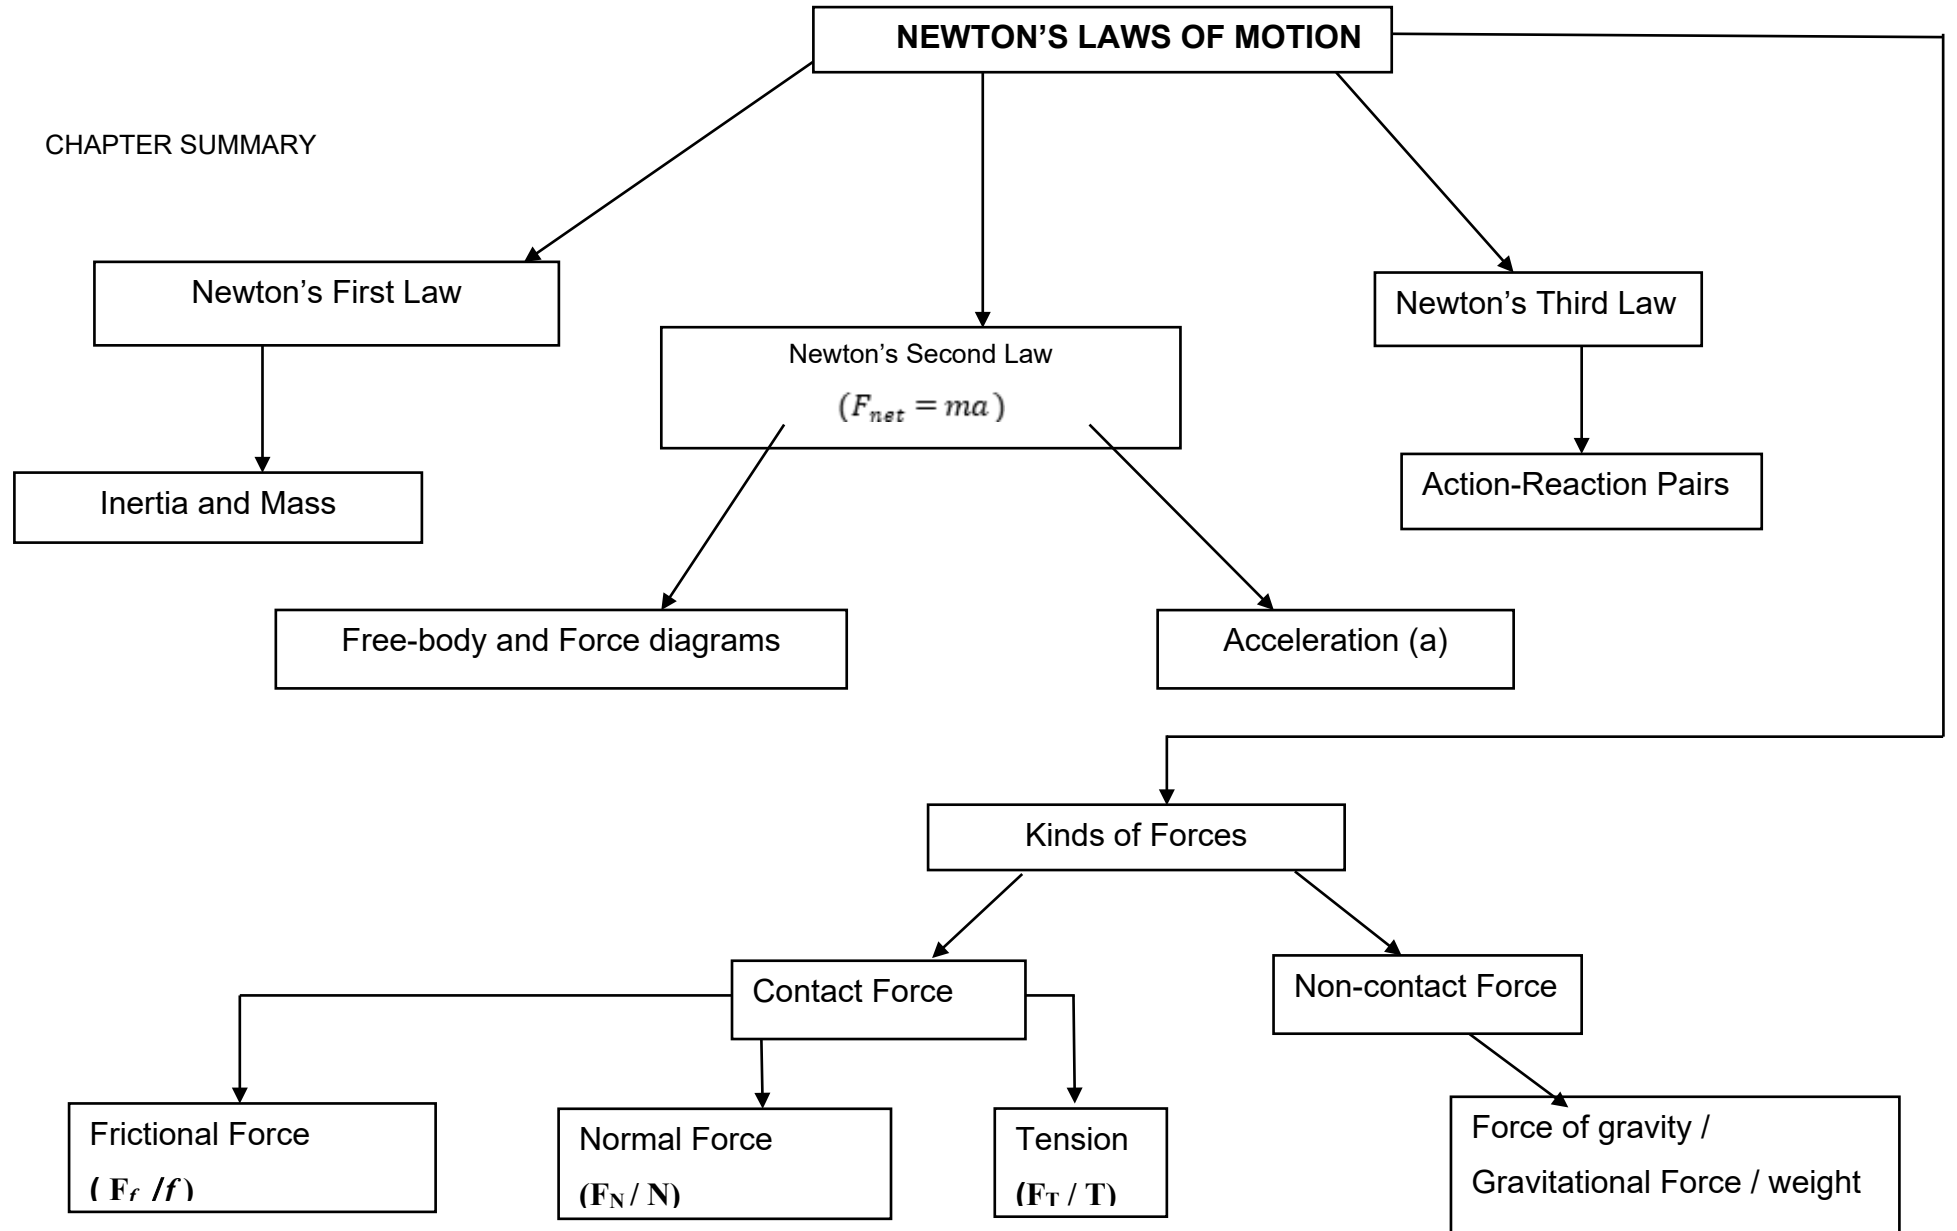 NEWTON’S LAWS OF MOTION
CHAPTER SUMMARY
Newton’s First Law
Newton’s Third Law
Newton’s Second Law
(F_net = ma)
Inertia and Mass
Action-Reaction Pairs
Free-body and Force diagrams
Acceleration (a)
Kinds of Forces
Contact Force
Non-contact Force
Frictional Force
( F_f /f )
Normal Force
(F_N / N)
Tension
(F_T / T)
Force of gravity /
Gravitational Force / weight